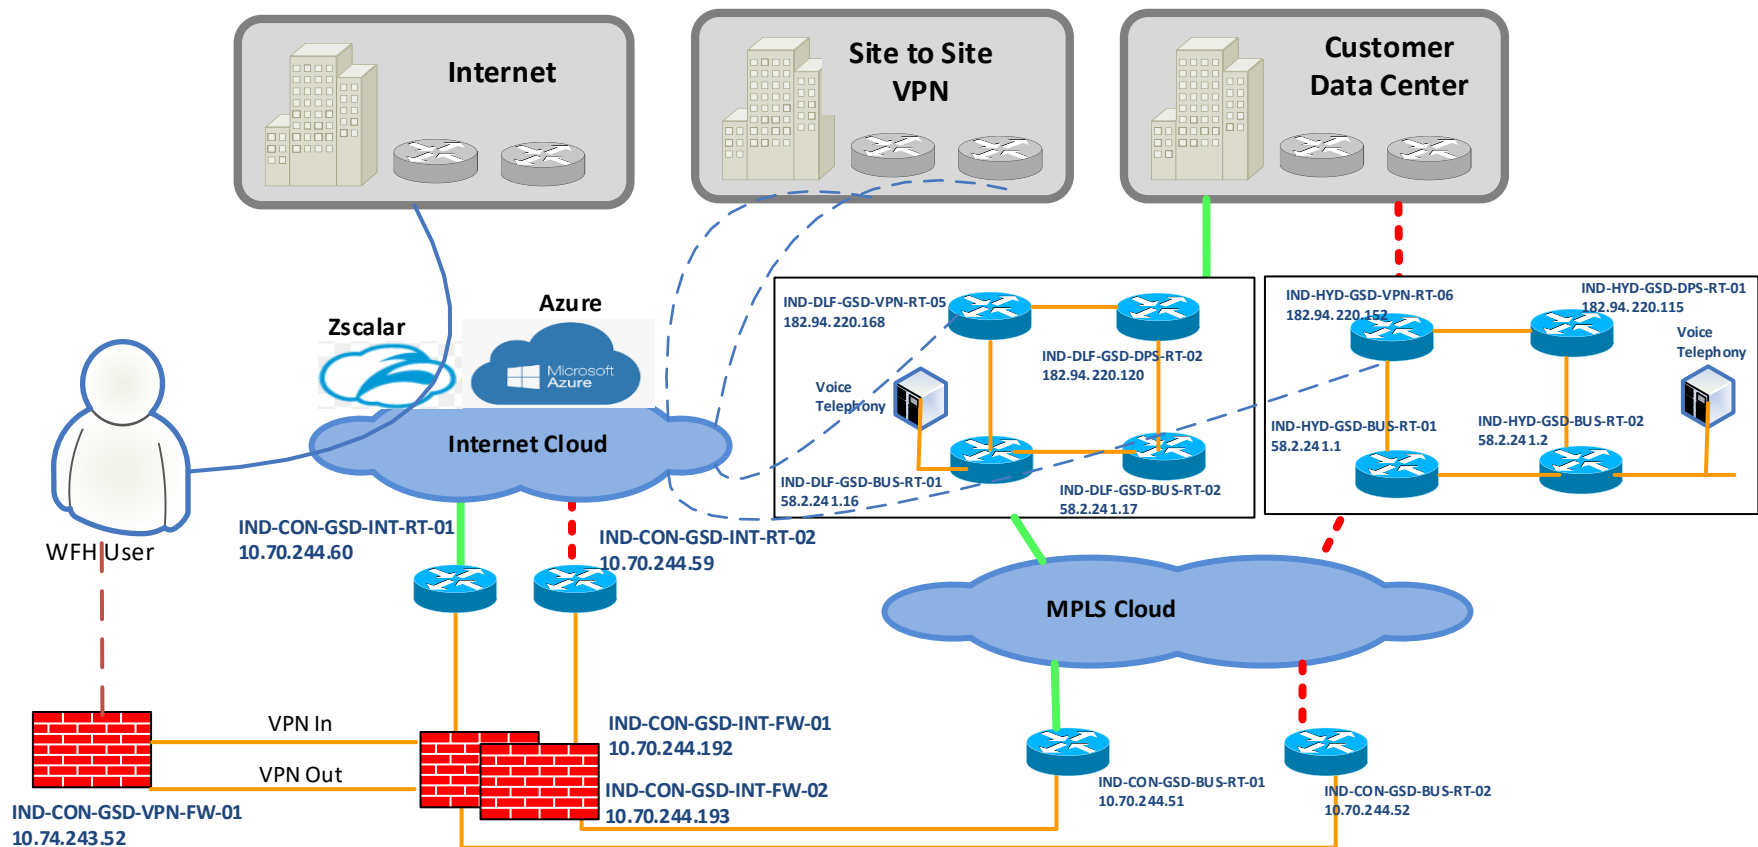 Internet
Site to Site
VPN
Customer
Data Center
Azure
Zscalar
Microsoft
Azure
Internet Cloud
WFH User
IND-CON-GSD-INT-RT-01
10.70.244.60
IND-CON-GSD-INT-RT-02
10.70.244.59
IND-DLF-GSD-VPN-RT-05
182.94.220.168
IND-DLF-GSD-DPS-RT-02
182.94.220.120
Voice
Telephony
IND-DLF-GSD-BUS-RT-01
58.2.241.16
IND-DLF-GSD-BUS-RT-02
58.2.241.17
IND-HYD-GSD-VPN-RT-06
182.94.220.152
IND-HYD-GSD-DPS-RT-01
182.94.220.115
Voice
Telephony
IND-HYD-GSD-BUS-RT-01
58.2.241.1
IND-HYD-GSD-BUS-RT-02
58.2.241.2
MPLS Cloud
VPN In
VPN Out
IND-CON-GSD-VPN-FW-01
10.74.243.52
IND-CON-GSD-INT-FW-01
10.70.244.192
IND-CON-GSD-INT-FW-02
10.70.244.193
IND-CON-GSD-BUS-RT-01
10.70.244.51
IND-CON-GSD-BUS-RT-02
10.70.244.52